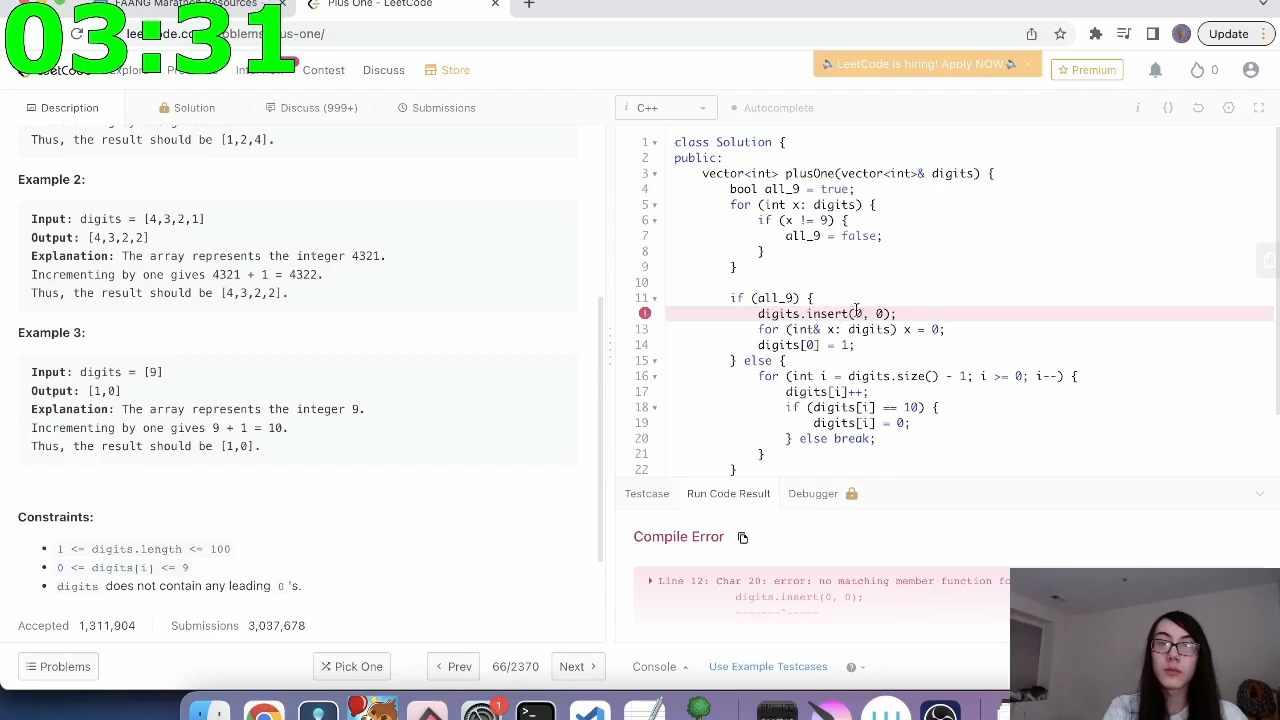 FAANG Marathon Resources -
Plus One - LeetCode
03:31
Update
Contest
Discuss
Store
LeetCode is hiring! Apply NOW.
Premium
0
Description
Solution
Discuss (999+)
Submissions
i C++
Autocomplete
Thus, the result should be [1,2,4].
Example 2:
Input: digits = [4,3,2,1]
Output: [4,3,2,2]
Explanation: The array represents the integer 4321.
Incrementing by one gives 4321 + 1 = 4322.
Thus, the result should be [4,3,2,2].
Example 3:
Input: digits = [9]
Output: [1,0]
Explanation: The array represents the integer 9.
Incrementing by one gives 9 + 1 = 10.
Thus, the result should be [1,0].
Constraints:
1 <= digits.length <= 100
0 <= digits[i] <= 9
digits does not contain any leading 0 's.
Accepted 1,311,904
Submissions 3,037,678
Problems
Pick One
Prev
66/2370
Next
1 class Solution {
2 public:
3 vector<int> plusOne(vector<int>& digits) {
4 bool all_9 = true;
5 for (int x: digits) {
6 if (x != 9) {
7 all_9 = false;
8 }
9 }
10
11 if (all_9) {
digits.insert(0, 0);
13 for (int& x: digits) x = 0;
14 digits[0] = 1;
15 } else {
16 for (int i = digits.size() - 1; i >= 0; i--) {
17 digits[i]++;
18 if (digits[i] == 10) {
19 digits[i] = 0;
20 } else break;
21 }
22 }
Testcase
Run Code Result
Debugger
Compile Error
Line 12: Char 20: error: no matching member function
digits.insert(0, 0);
~~~~~~~^~~~~~
Console
Use Example Testcases
1